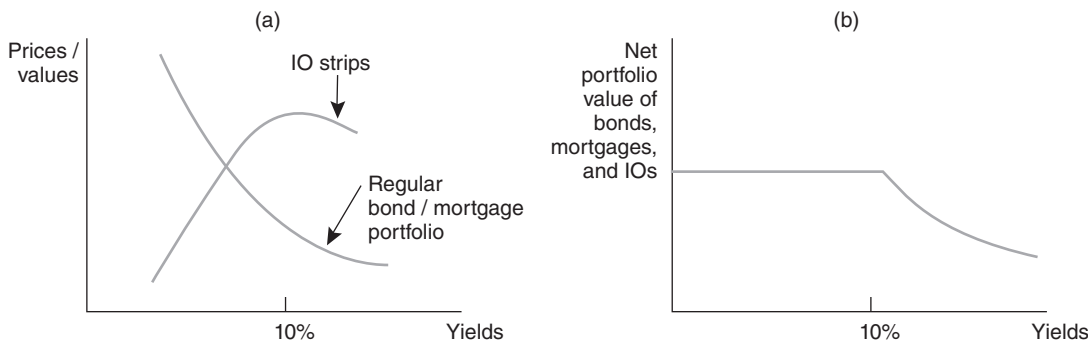 (a)
Prices /
values
IO strips
Regular
bond / mortgage
portfolio
10%
Yields
(b)
Net
portfolio
value of
bonds,
mortgages,
and IOs
10%
Yields